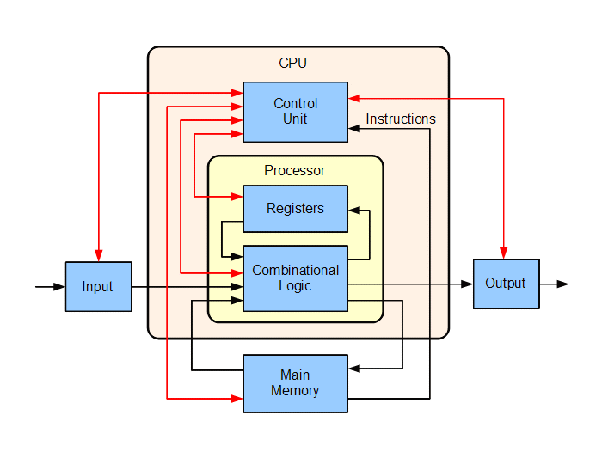 CPU
Control
Unit
Instructions
Processor
Registers
Combinational
Logic
Input
Output
Main
Memory